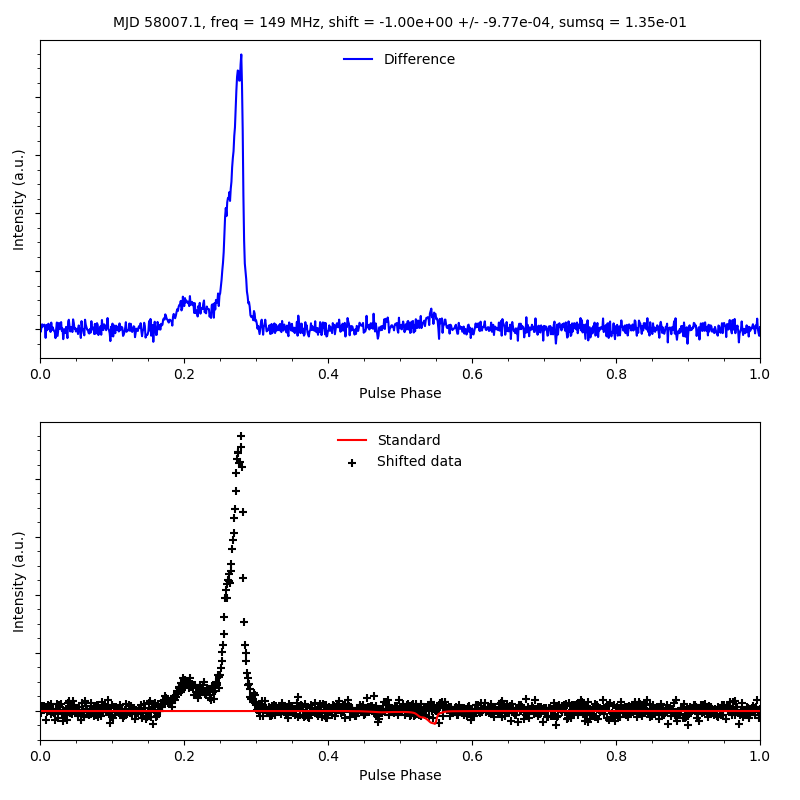 MJD 58007.1, freq = 149 MHz, shift = -1.00e+00 +/- -9.77e-04, sumsq = 1.35e-01
Difference
Intensity (a.u.)
0.0 0.2 0.4 0.6 0.8 1.0
Pulse Phase
Standard
Shifted data
Intensity (a.u.)
0.0 0.2 0.4 0.6 0.8 1.0
Pulse Phase